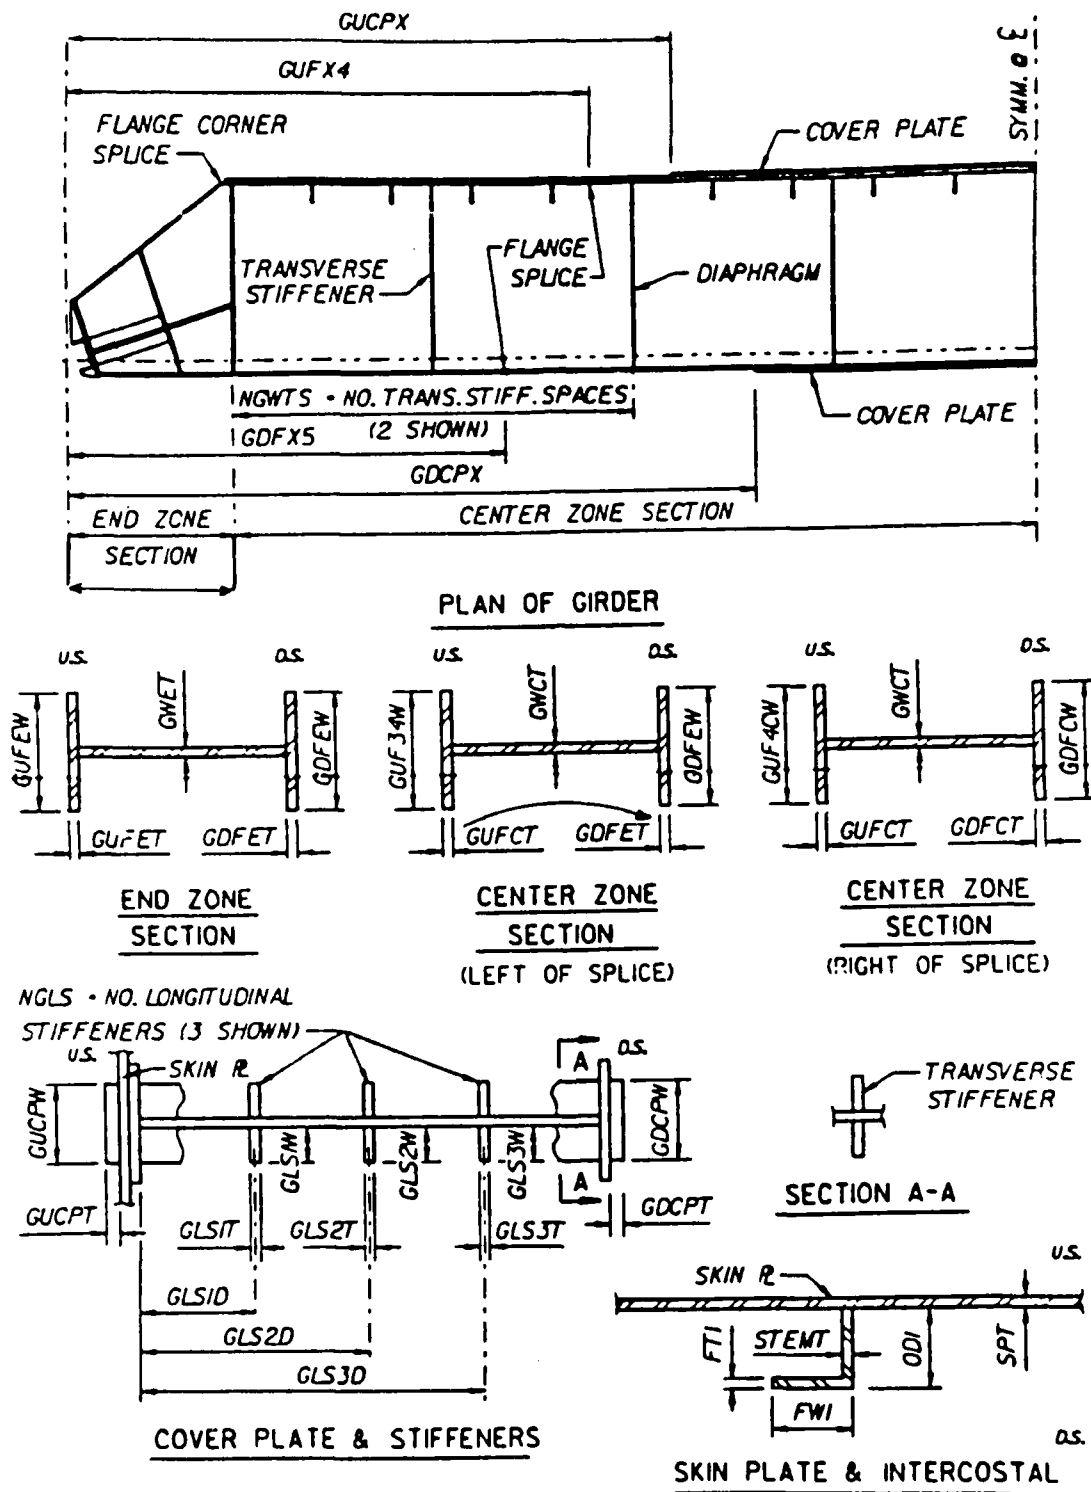 GUCPX
GUFX4
SYMM. @ ℄
FLANGE CORNER
SPLICE
COVER PLATE
TRANSVERSE
STIFFENER
FLANGE
SPLICE
DIAPHRAGM
NGWTS - NO. TRANS. STIFF. SPACES
(2 SHOWN)
COVER PLATE
GDFX5
GDCPX
END ZONE
SECTION
CENTER ZONE SECTION
PLAN OF GIRDER
U.S.
D.S.
GUFEW
GWET
GDFEW
GUFET
GDFET
END ZONE
SECTION
U.S.
D.S.
GUF34W
GWCT
GDFEW
GUFCT
GDFET
CENTER ZONE
SECTION
(LEFT OF SPLICE)
U.S.
D.S.
GUF4CW
GWCT
GDFCW
GUFCT
GDFCT
CENTER ZONE
SECTION
(RIGHT OF SPLICE)
NGLS - NO. LONGITUDINAL
STIFFENERS (3 SHOWN)
U.S.
SKIN ℄
A
D.S.
GUCPW
GLS1W
GLS2W
GLS3W
A
GDCPW
GUCPT
GLS1T
GLS2T
GLS3T
GDCPT
GLS1D
GLS2D
GLS3D
COVER PLATE & STIFFENERS
TRANSVERSE
STIFFENER
SECTION A-A
U.S.
SKIN ℄
FTI
STEMT
ODI
SPT
FWI
D.S.
SKIN PLATE & INTERCOSTAL